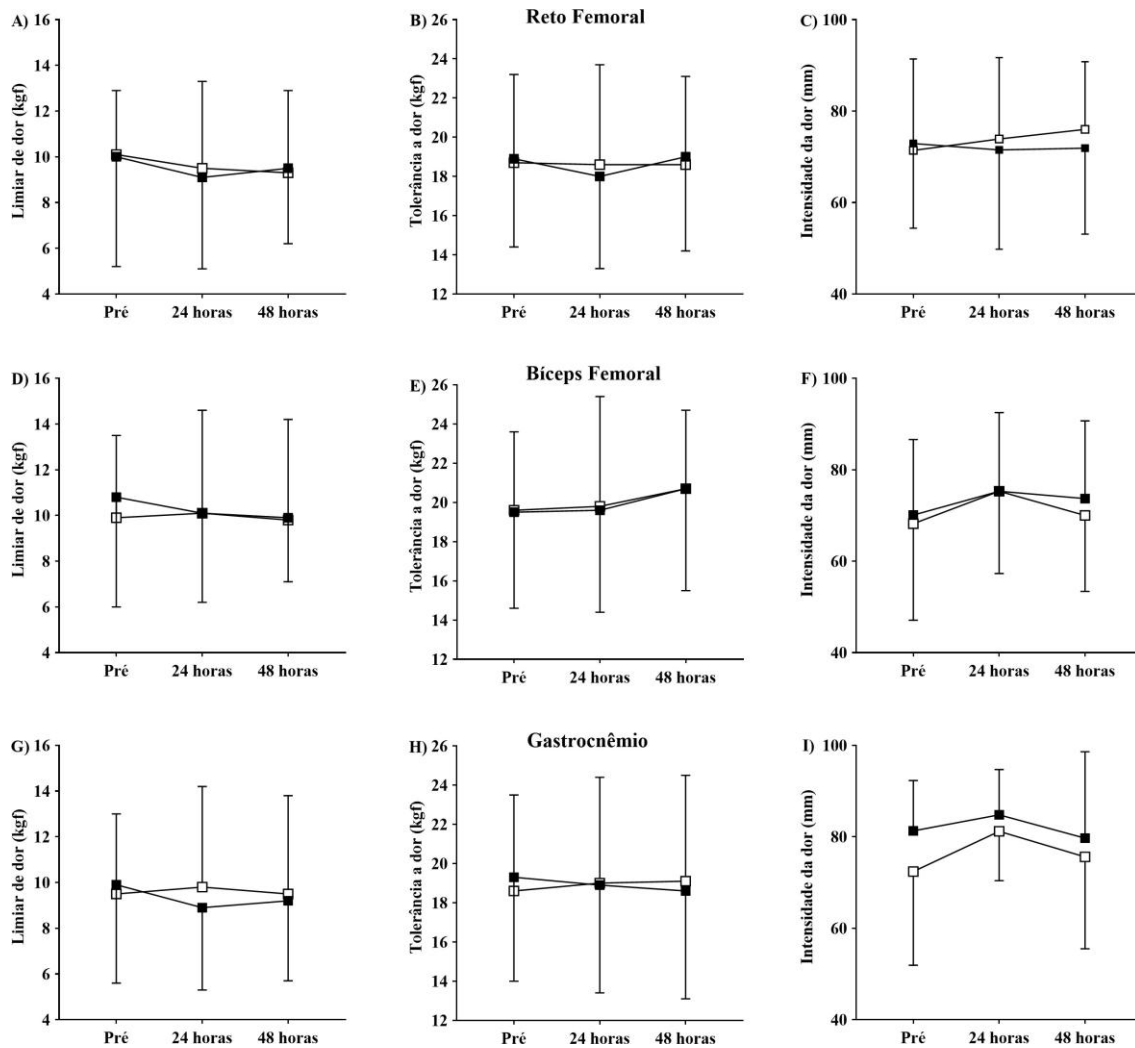 Reto Femoral
A)
Limiar de dor (kgf)
16
14
12
10
8
6
4
Pré 24 horas 48 horas
B)
Tolerância a dor (kgf)
26
24
22
20
18
16
14
12
Pré 24 horas 48 horas
C)
Intensidade da dor (mm)
100
80
60
40
Pré 24 horas 48 horas
Bíceps Femoral
D)
Limiar de dor (kgf)
16
14
12
10
8
6
4
Pré 24 horas 48 horas
E)
Tolerância a dor (kgf)
26
24
22
20
18
16
14
12
Pré 24 horas 48 horas
F)
Intensidade da dor (mm)
100
80
60
40
Pré 24 horas 48 horas
Gastrocnêmio
G)
Limiar de dor (kgf)
16
14
12
10
8
6
4
Pré 24 horas 48 horas
H)
Tolerância a dor (kgf)
26
24
22
20
18
16
14
12
Pré 24 horas 48 horas
I)
Intensidade da dor (mm)
100
80
60
40
Pré 24 horas 48 horas